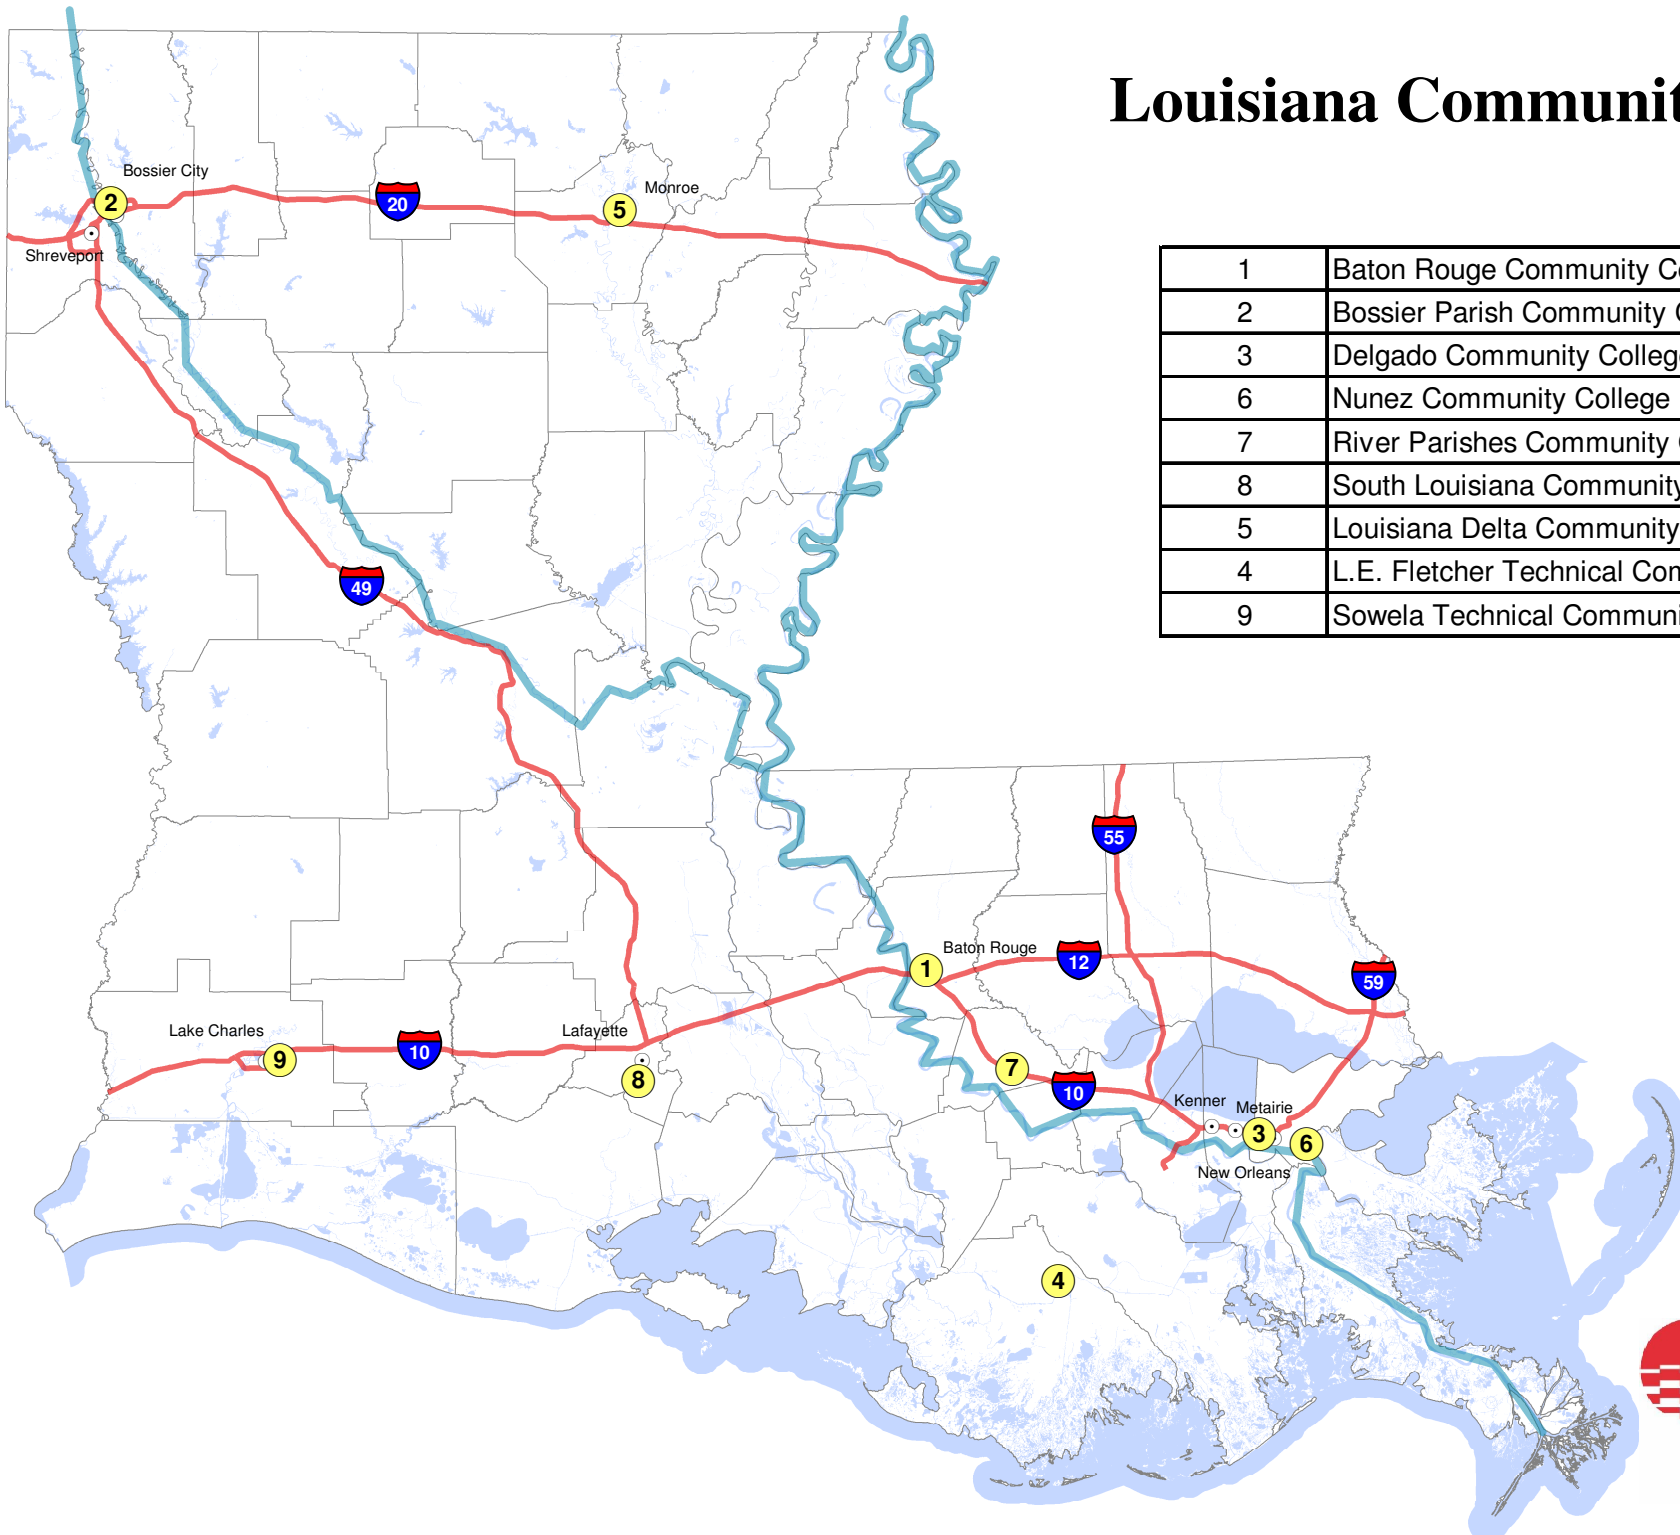 Louisiana Communit
Bossier City
2
20
Monroe
5
Shreveport
1 Baton Rouge Community C
2 Bossier Parish Community
3 Delgado Community Colleg
6 Nunez Community College
7 River Parishes Community
8 South Louisiana Community
5 Louisiana Delta Community
4 L.E. Fletcher Technical Com
9 Sowela Technical Communi
49
55
Baton Rouge
1
12
59
Lake Charles
9
10
Lafayette
8
7
10
Kenner
Metairie
3
6
New Orleans
4